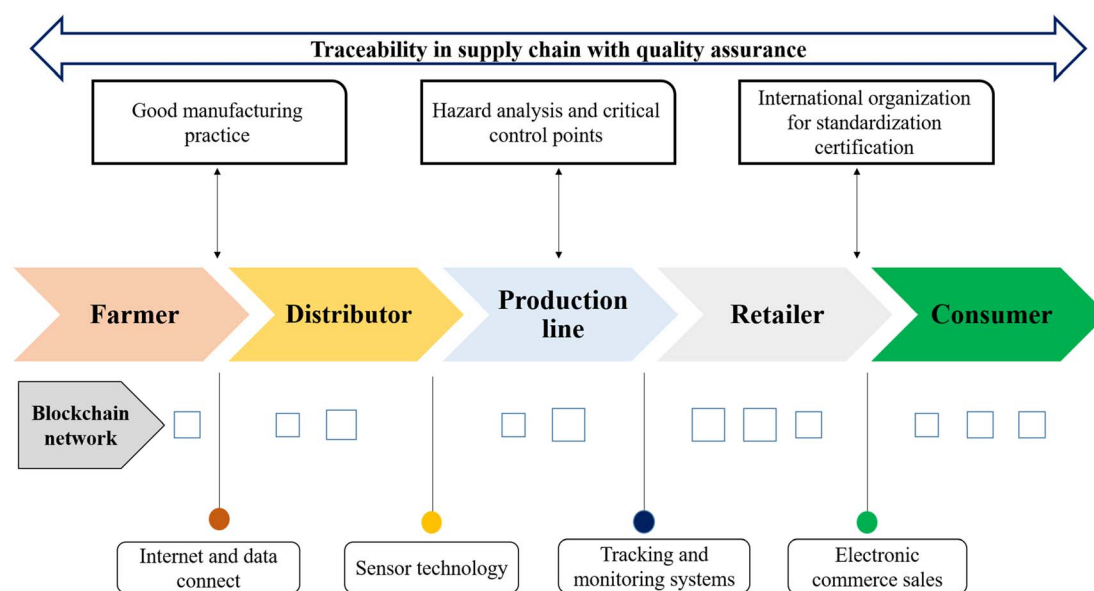 Traceability in supply chain with quality assurance
Good manufacturing
practice
Hazard analysis and critical
control points
International organization
for standardization
certification
Farmer
Distributor
Production
line
Retailer
Consumer
Blockchain
network
Internet and data
connect
Sensor technology
Tracking and
monitoring systems
Electronic
commerce sales